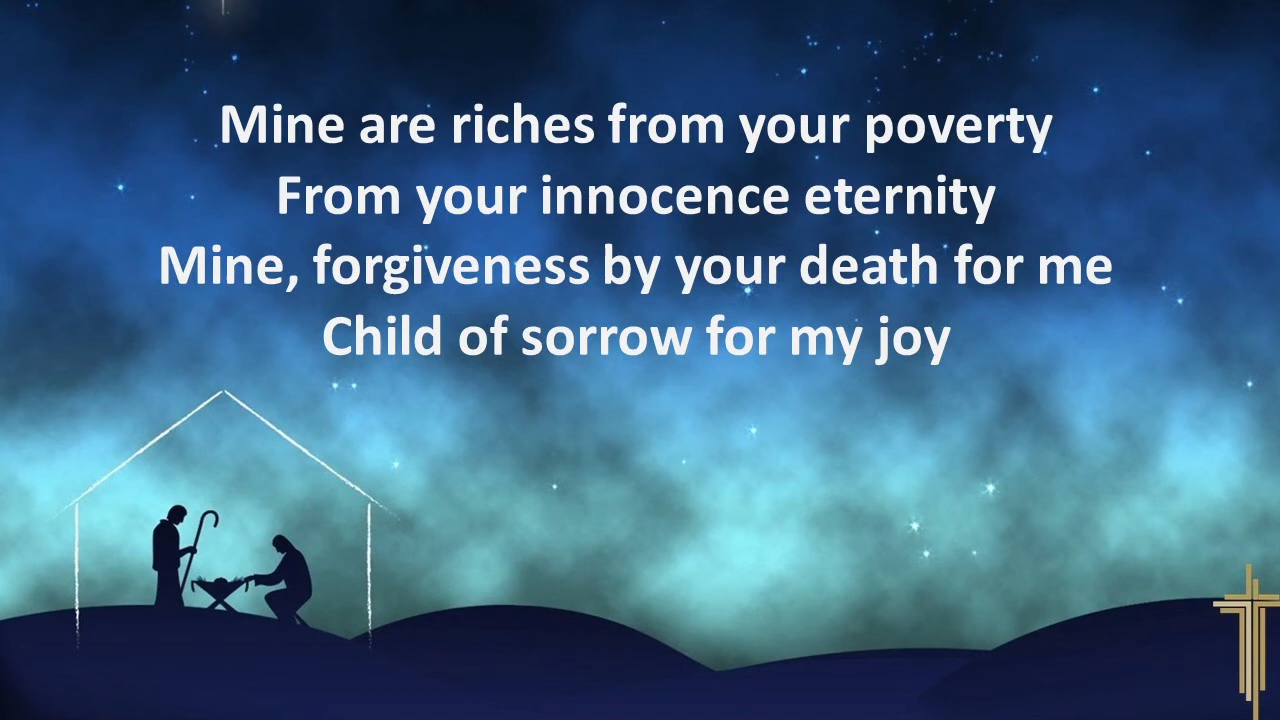 Mine are riches from your poverty
From your innocence eternity
Mine, forgiveness by your death for me
Child of sorrow for my joy